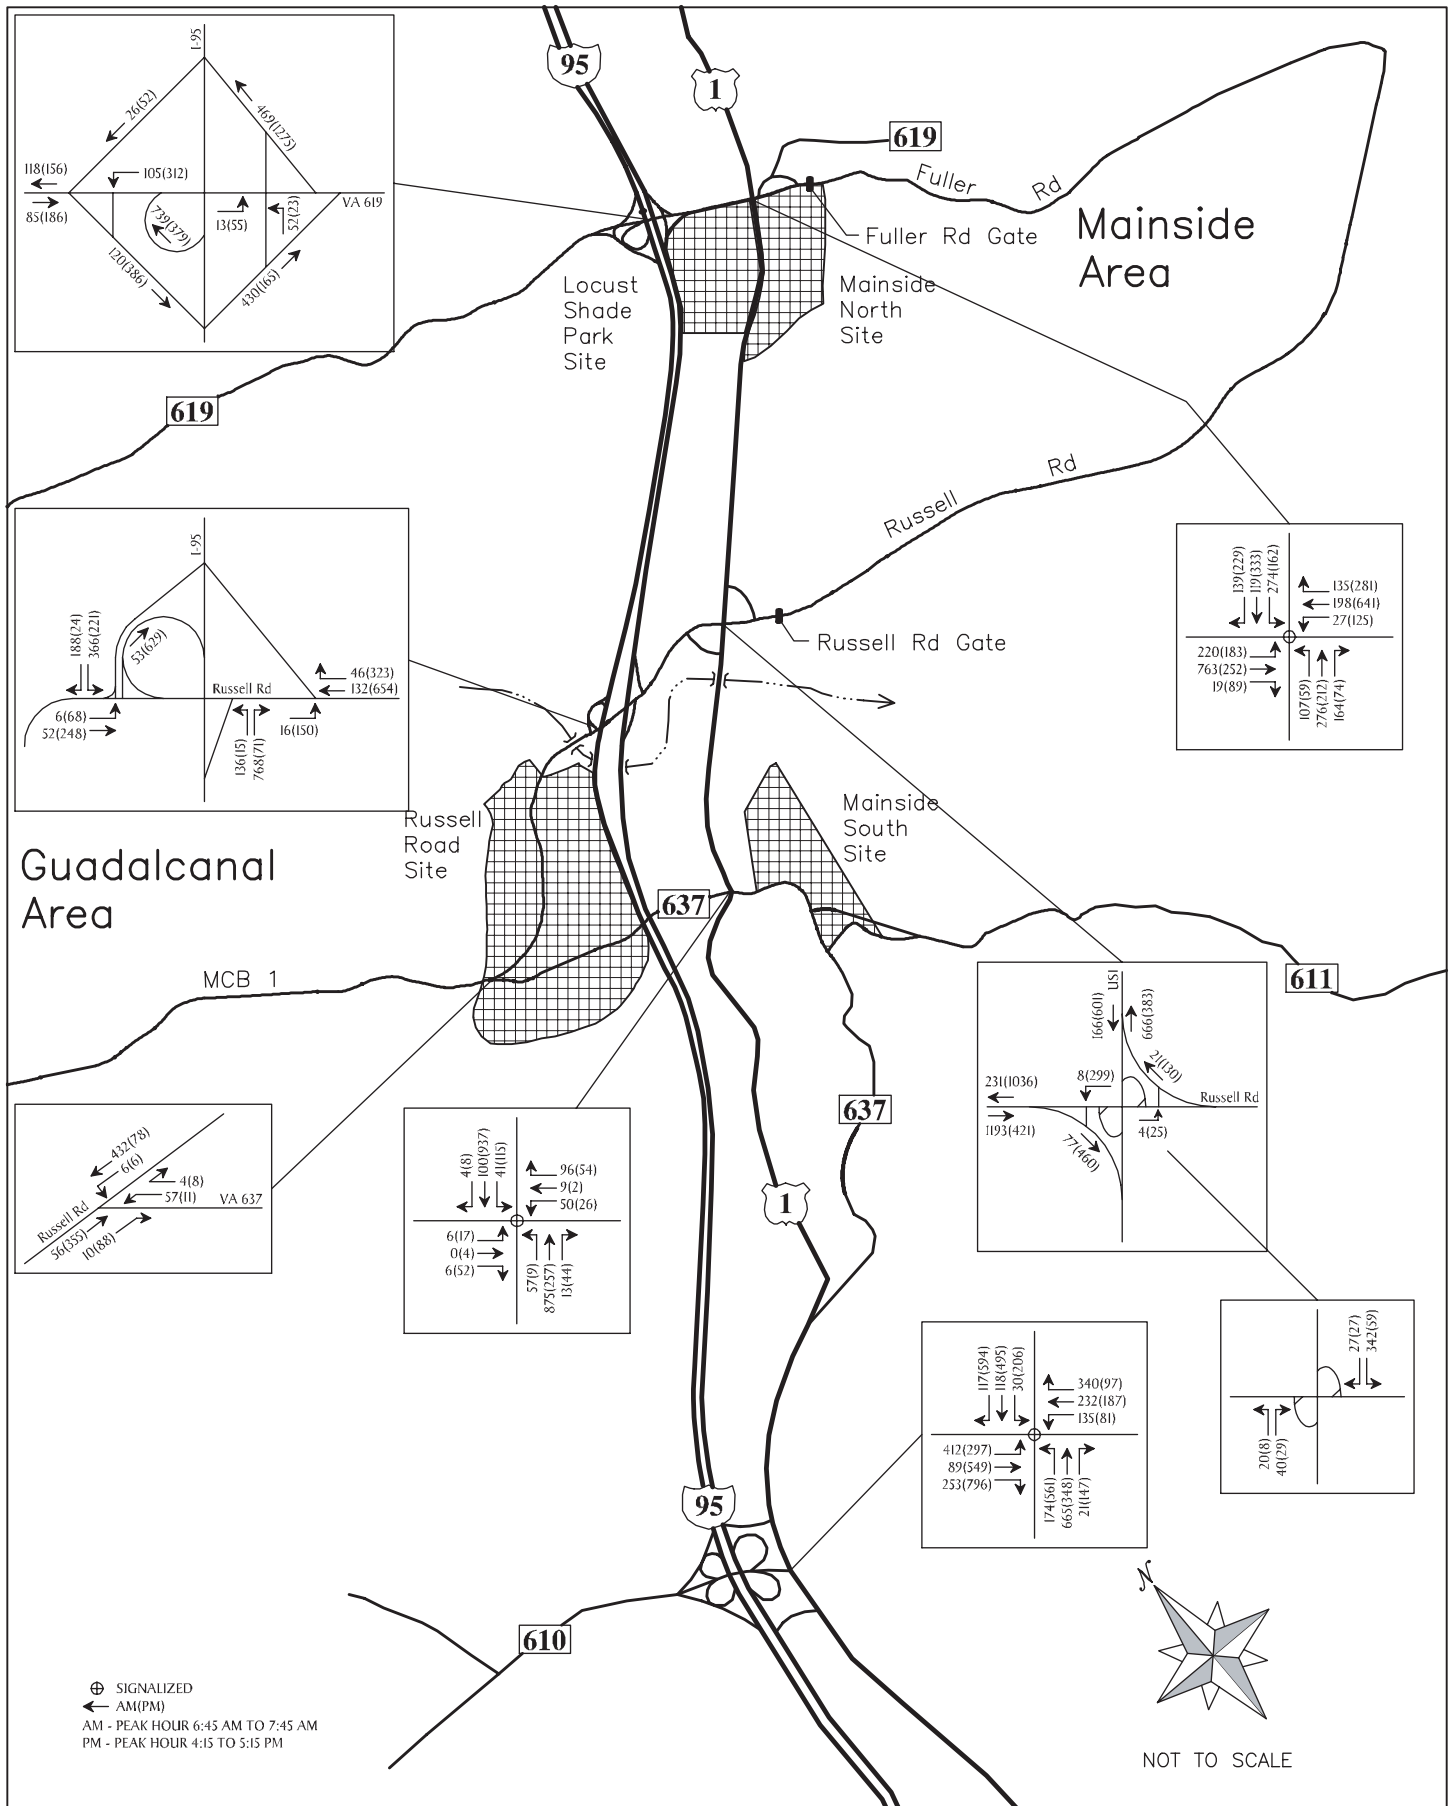 I-95
26(52)
469(1275)
118(156)
85(186)
105(312)
739(379)
13(55)
52(23)
VA 619
120(386)
430(165)
95
1
619
Fuller Rd
Fuller Rd Gate
Mainside
Area
Locust
Shade
Park
Site
Mainside
North
Site
619
Russell Rd
I-95
188(24)
366(221)
53(629)
Russell Rd
46(323)
132(654)
6(68)
52(248)
136(15)
768(71)
16(150)
Russell Rd Gate
139(229)
119(333)
274(162)
135(281)
198(641)
27(125)
220(183)
763(252)
19(89)
107(59)
276(212)
164(74)
Russell
Road
Site
Mainside
South
Site
Guadalcanal
Area
637
MCB 1
611
US1
166(601)
666(383)
21(130)
231(1036)
1193(421)
8(299)
Russell Rd
4(25)
77(460)
637
432(78)
6(6)
4(8)
57(11)
VA 637
Russell Rd
56(355)
10(88)
4(8)
100(937)
41(115)
96(54)
9(2)
50(26)
6(17)
0(4)
6(52)
57(9)
875(257)
13(44)
1
27(27)
342(59)
20(8)
40(29)
117(594)
118(495)
30(206)
340(97)
232(187)
135(81)
412(297)
89(549)
253(796)
174(561)
665(348)
21(147)
95
610
N
SIGNALIZED
AM(PM)
AM - PEAK HOUR 6:45 AM TO 7:45 AM
PM - PEAK HOUR 4:15 TO 5:15 PM
NOT TO SCALE